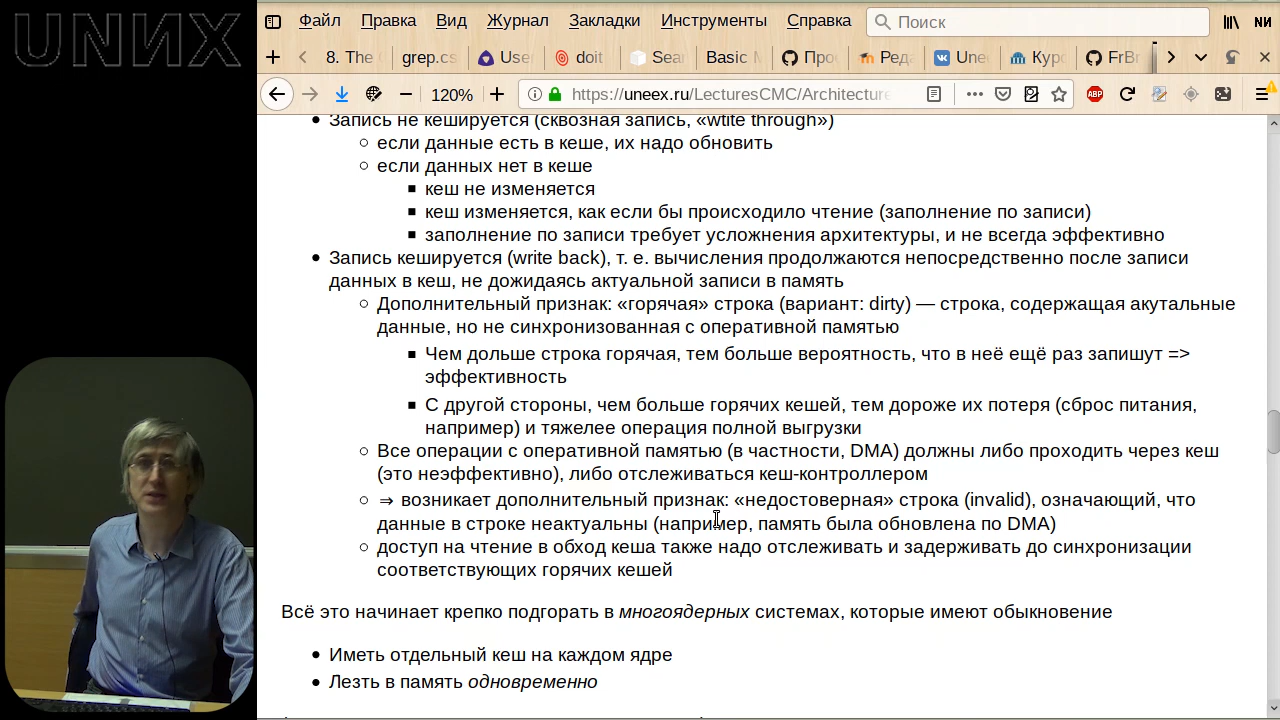 UNIX
Файл Правка Вид Журнал Закладки Инструменты Справка Поиск
8. The grep.cs User doit Sear Basic M Про Реда Une Курс FrBr
120% https://uneex.ru/LecturesCMC/Architecture ABP
Запись не кешируется (сквозная запись, «wtite through»)
если данные есть в кеше, их надо обновить
если данных нет в кеше
кеш не изменяется
кеш изменяется, как если бы происходило чтение (заполнение по записи)
заполнение по записи требует усложнения архитектуры, и не всегда эффективно
Запись кешируется (write back), т. е. вычисления продолжаются непосредственно после записи
данных в кеш, не дожидаясь актуальной записи в память
Дополнительный признак: «горячая» строка (вариант: dirty) — строка, содержащая акутальные
данные, но не синхронизованная с оперативной памятью
Чем дольше строка горячая, тем больше вероятность, что в неё ещё раз запишут =>
эффективность
С другой стороны, чем больше горячих кешей, тем дороже их потеря (сброс питания,
например) и тяжелее операция полной выгрузки
Все операции с оперативной памятью (в частности, DMA) должны либо проходить через кеш
(это неэффективно), либо отслеживаться кеш-контроллером
⇒ возникает дополнительный признак: «недостоверная» строка (invalid), означающий, что
данные в строке неактуальны (например, память была обновлена по DMA)
доступ на чтение в обход кеша также надо отслеживать и задерживать до синхронизации
соответствующих горячих кешей
Всё это начинает крепко подгорать в многоядерных системах, которые имеют обыкновение
Иметь отдельный кеш на каждом ядре
Лезть в память одновременно